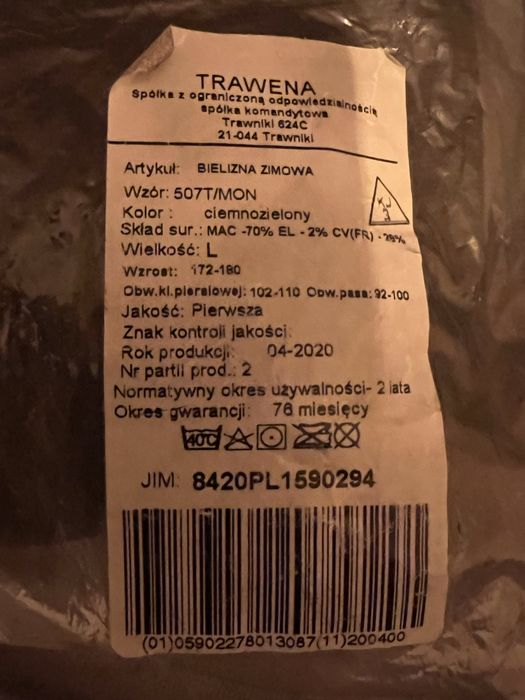 TRAWENA
Spółka z ograniczoną odpowiedzialnością
spółka komandytowa
Trawniki 624C
21-044 Trawniki
Artykuł: BIELIZNA ZIMOWA
Wzór: 507T/MON
Kolor : ciemnozielony
Skład sur.: MAC -70% EL - 2% CV(FR) - 28%
Wielkość: L
Wzrost: 172-180
Obw.kl.piersiowej: 102-110 Obw.pasa: 92-100
Jakość: Pierwsza
Znak kontroli jakości:
Rok produkcji: 04-2020
Nr partii prod.: 2
Normatywny okres używalności- 2 lata
Okres gwarancji: 76 miesięcy
40°C
JIM: 8420PL1590294
(01)05902278013087(11)200400